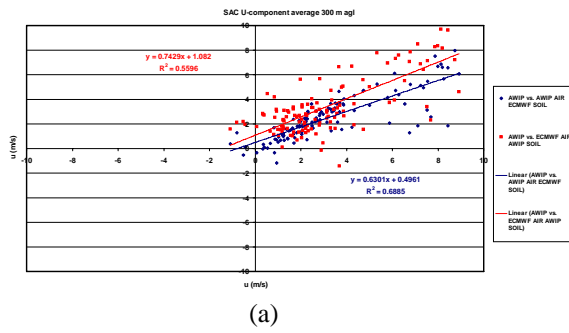 SAC U-component average 300 m agl
10
8
6
4
2
0
-2
-4
-6
-8
-10
y = 0.7429x + 1.082
R² = 0.5596
y = 0.6301x + 0.4961
R² = 0.6885
-10 -8 -6 -4 -2 0 2 4 6 8 10
u (m/s)
u (m/s)
AWIP vs. AWIP AIR
ECMWF SOIL
AWIP vs. ECMWF AIR
AWIP SOIL
Linear (AWIP vs.
AWIP AIR ECMWF
SOIL)
Linear (AWIP vs.
ECMWF AIR AWIP
SOIL)
(a)